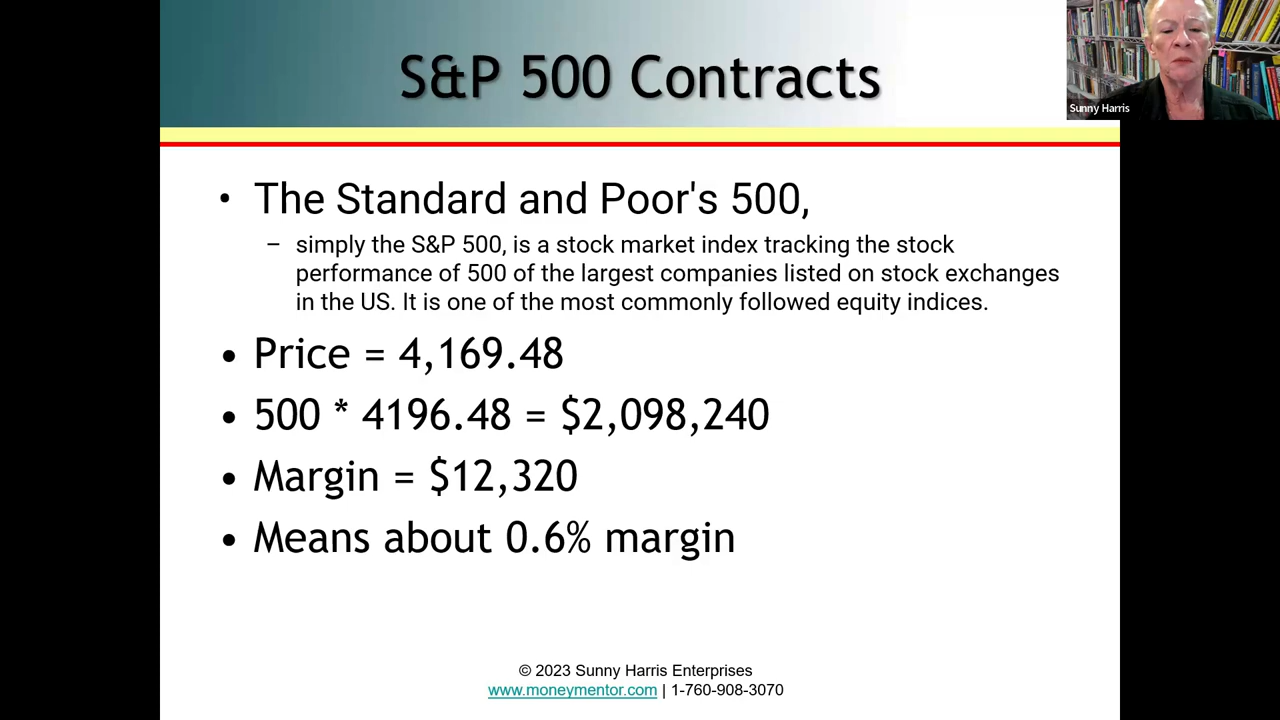 S&P 500 Contracts
Sunny Harris
• The Standard and Poor's 500,
– simply the S&P 500, is a stock market index tracking the stock
performance of 500 of the largest companies listed on stock exchanges
in the US. It is one of the most commonly followed equity indices.
• Price = 4,169.48
• 500 * 4196.48 = $2,098,240
• Margin = $12,320
• Means about 0.6% margin
© 2023 Sunny Harris Enterprises
www.moneymentor.com | 1-760-908-3070